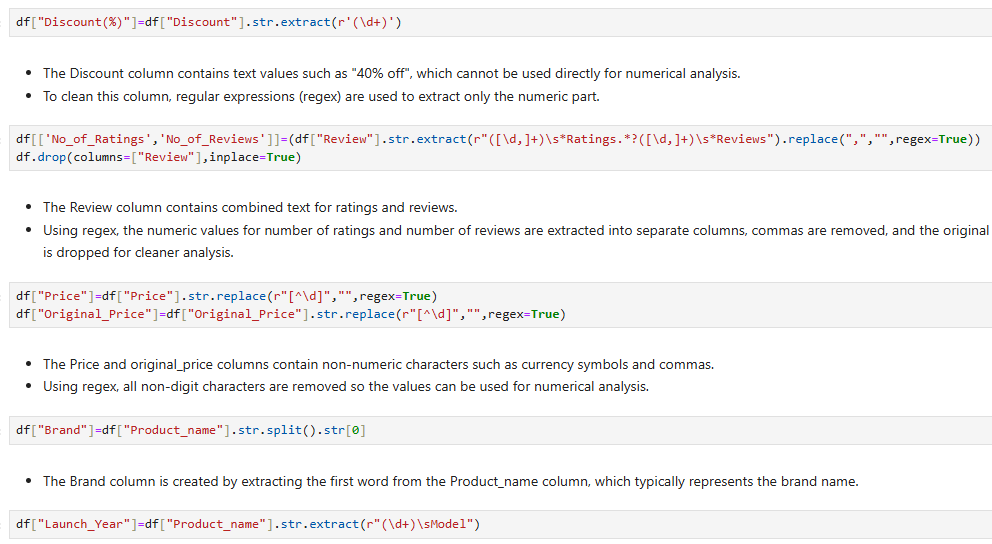 df["Discount(%)"]=df["Discount"].str.extract(r'(\d+)')
• The Discount column contains text values such as "40% off", which cannot be used directly for numerical analysis.
• To clean this column, regular expressions (regex) are used to extract only the numeric part.
df[['No_of_Ratings','No_of_Reviews']]=(df["Review"].str.extract(r"([\d,]+)\s*Ratings.*?([\d,]+)\s*Reviews").replace(",","",regex=True))
df.drop(columns=["Review"],inplace=True)
• The Review column contains combined text for ratings and reviews.
• Using regex, the numeric values for number of ratings and number of reviews are extracted into separate columns, commas are removed, and the original
is dropped for cleaner analysis.
df["Price"]=df["Price"].str.replace(r"[^\d]","",regex=True)
df["Original_Price"]=df["Original_Price"].str.replace(r"[^\d]","",regex=True)
• The Price and original_price columns contain non-numeric characters such as currency symbols and commas.
• Using regex, all non-digit characters are removed so the values can be used for numerical analysis.
df["Brand"]=df["Product_name"].str.split().str[0]
• The Brand column is created by extracting the first word from the Product_name column, which typically represents the brand name.
df["Launch_Year"]=df["Product_name"].str.extract(r"(\d+)\sModel")